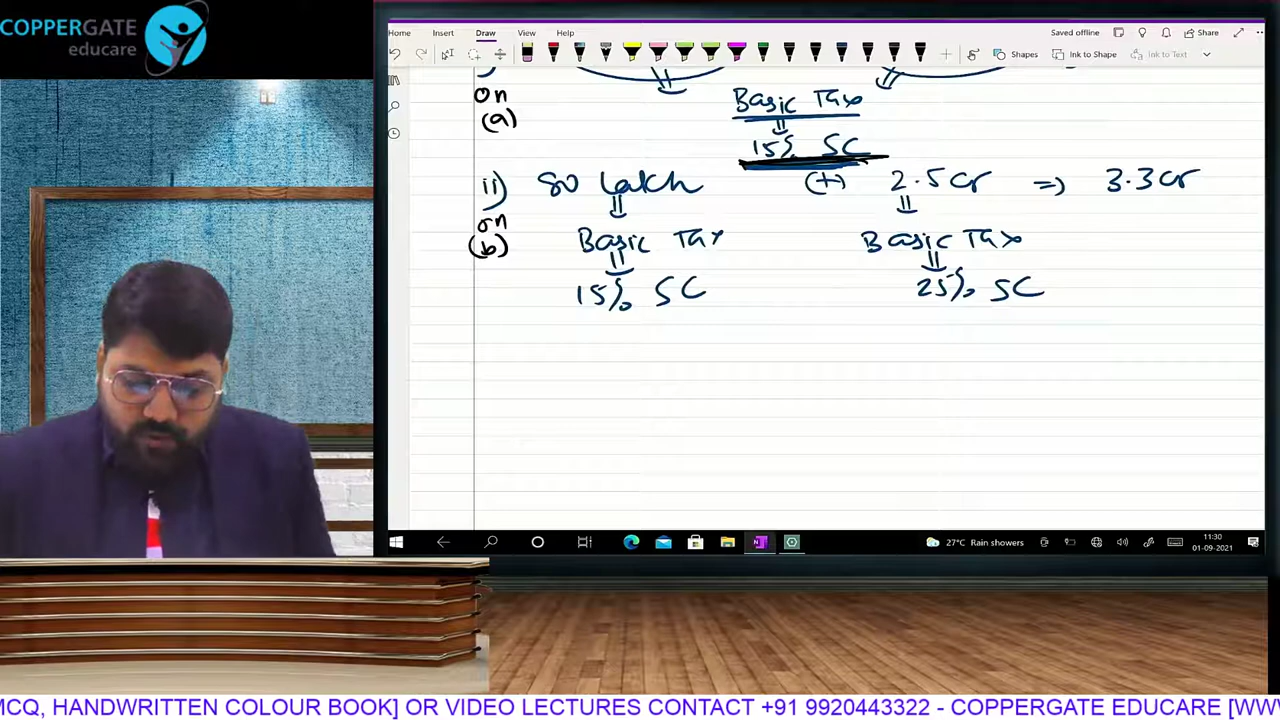 COPPERGATE
educare
Home Insert Draw View Help Saved offline Share
Shapes Ink to Shape Ink to Text
on
(a)
Basic Tax
15% SC
ii) 80 Lakh (+) 2.5 cr => 3.3 cr
on
(b)
Basic Tax Basic Tax
15% SC 25% SC
27°C Rain showers 11:30
01-09-2021
MCQ, HANDWRITTEN COLOUR BOOK] OR VIDEO LECTURES CONTACT +91 9920443322 - COPPERGATE EDUCARE [WW